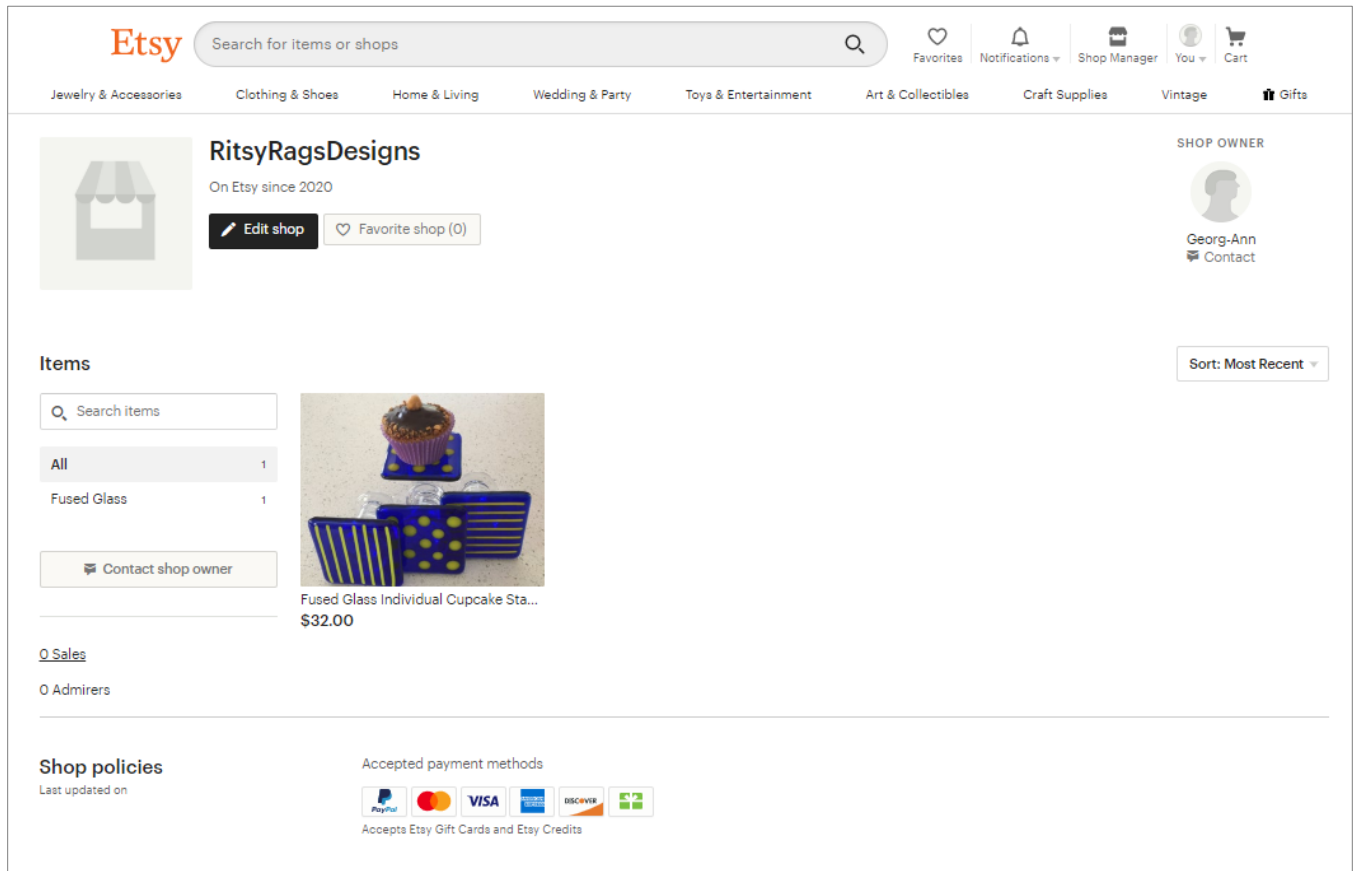 Etsy
Search for items or shops
Favorites
Notifications
Shop Manager
You
Cart
Jewelry & Accessories
Clothing & Shoes
Home & Living
Wedding & Party
Toys & Entertainment
Art & Collectibles
Craft Supplies
Vintage
Gifts
RitsyRagsDesigns
On Etsy since 2020
Edit shop
Favorite shop (0)
SHOP OWNER
Georg-Ann
Contact
Items
Sort: Most Recent
Search items
All 1
Fused Glass 1
Contact shop owner
Fused Glass Individual Cupcake Sta...
$32.00
0 Sales
0 Admirers
Shop policies
Last updated on
Accepted payment methods
PayPal
VISA
DISCOVER
Accepts Etsy Gift Cards and Etsy Credits